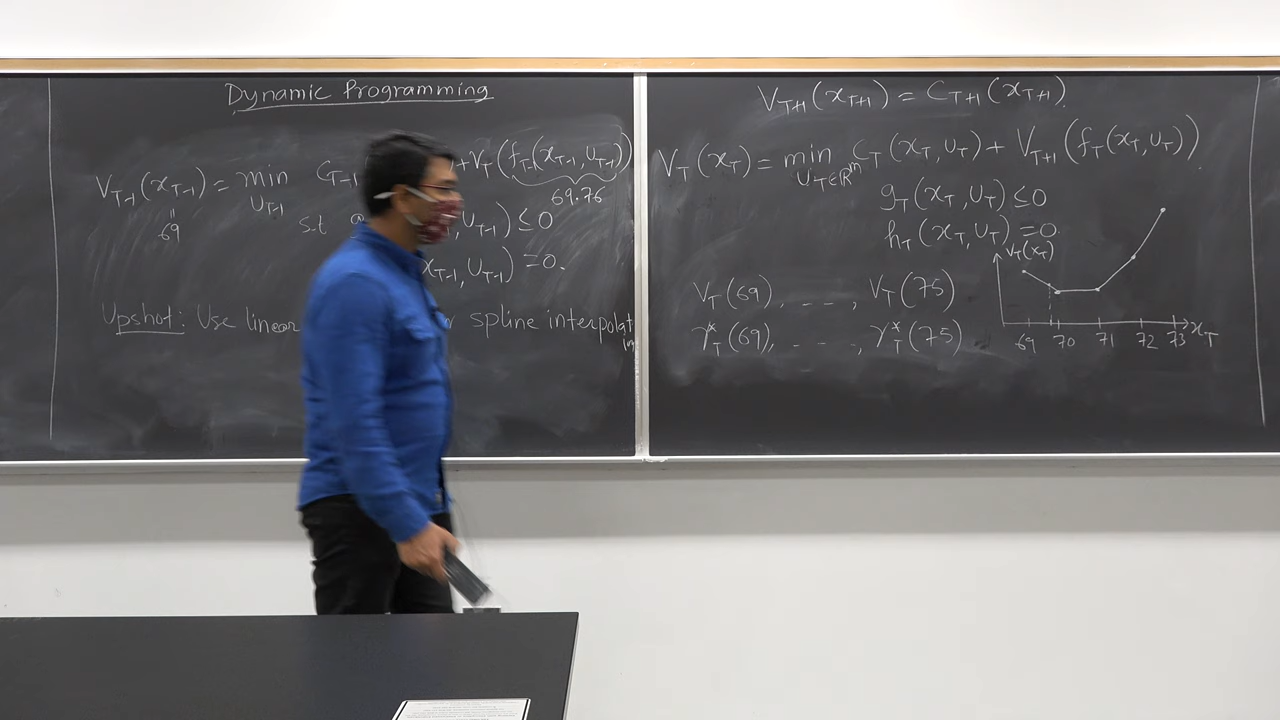 Dynamic Programming
V_{T-1}(x_{T-1}) = min_{U_{T-1}} C_{T-1}( + V_T(f_{T-1}(x_{T-1}, U_{T-1}))
69.76
"
69
s.t g , U_{T-1}) ≤ 0
x_{T-1}, U_{T-1}) = 0.
Upshot: Use linear r spline interpolat
V_{T+1}(x_{T+1}) = C_{T+1}(x_{T+1}).
V_T(x_T) = min_{U_T∈R^m} C_T(x_T, U_T) + V_{T+1}(f_T(x_T, U_T)).
g_T(x_T, U_T) ≤ 0
h_T(x_T, U_T) = 0.
V_T(69), - - - , V_T(75)
γ*_T(69), - - - , γ*_T(75)
V_T(x_T)
69 70 71 72 73 x_T